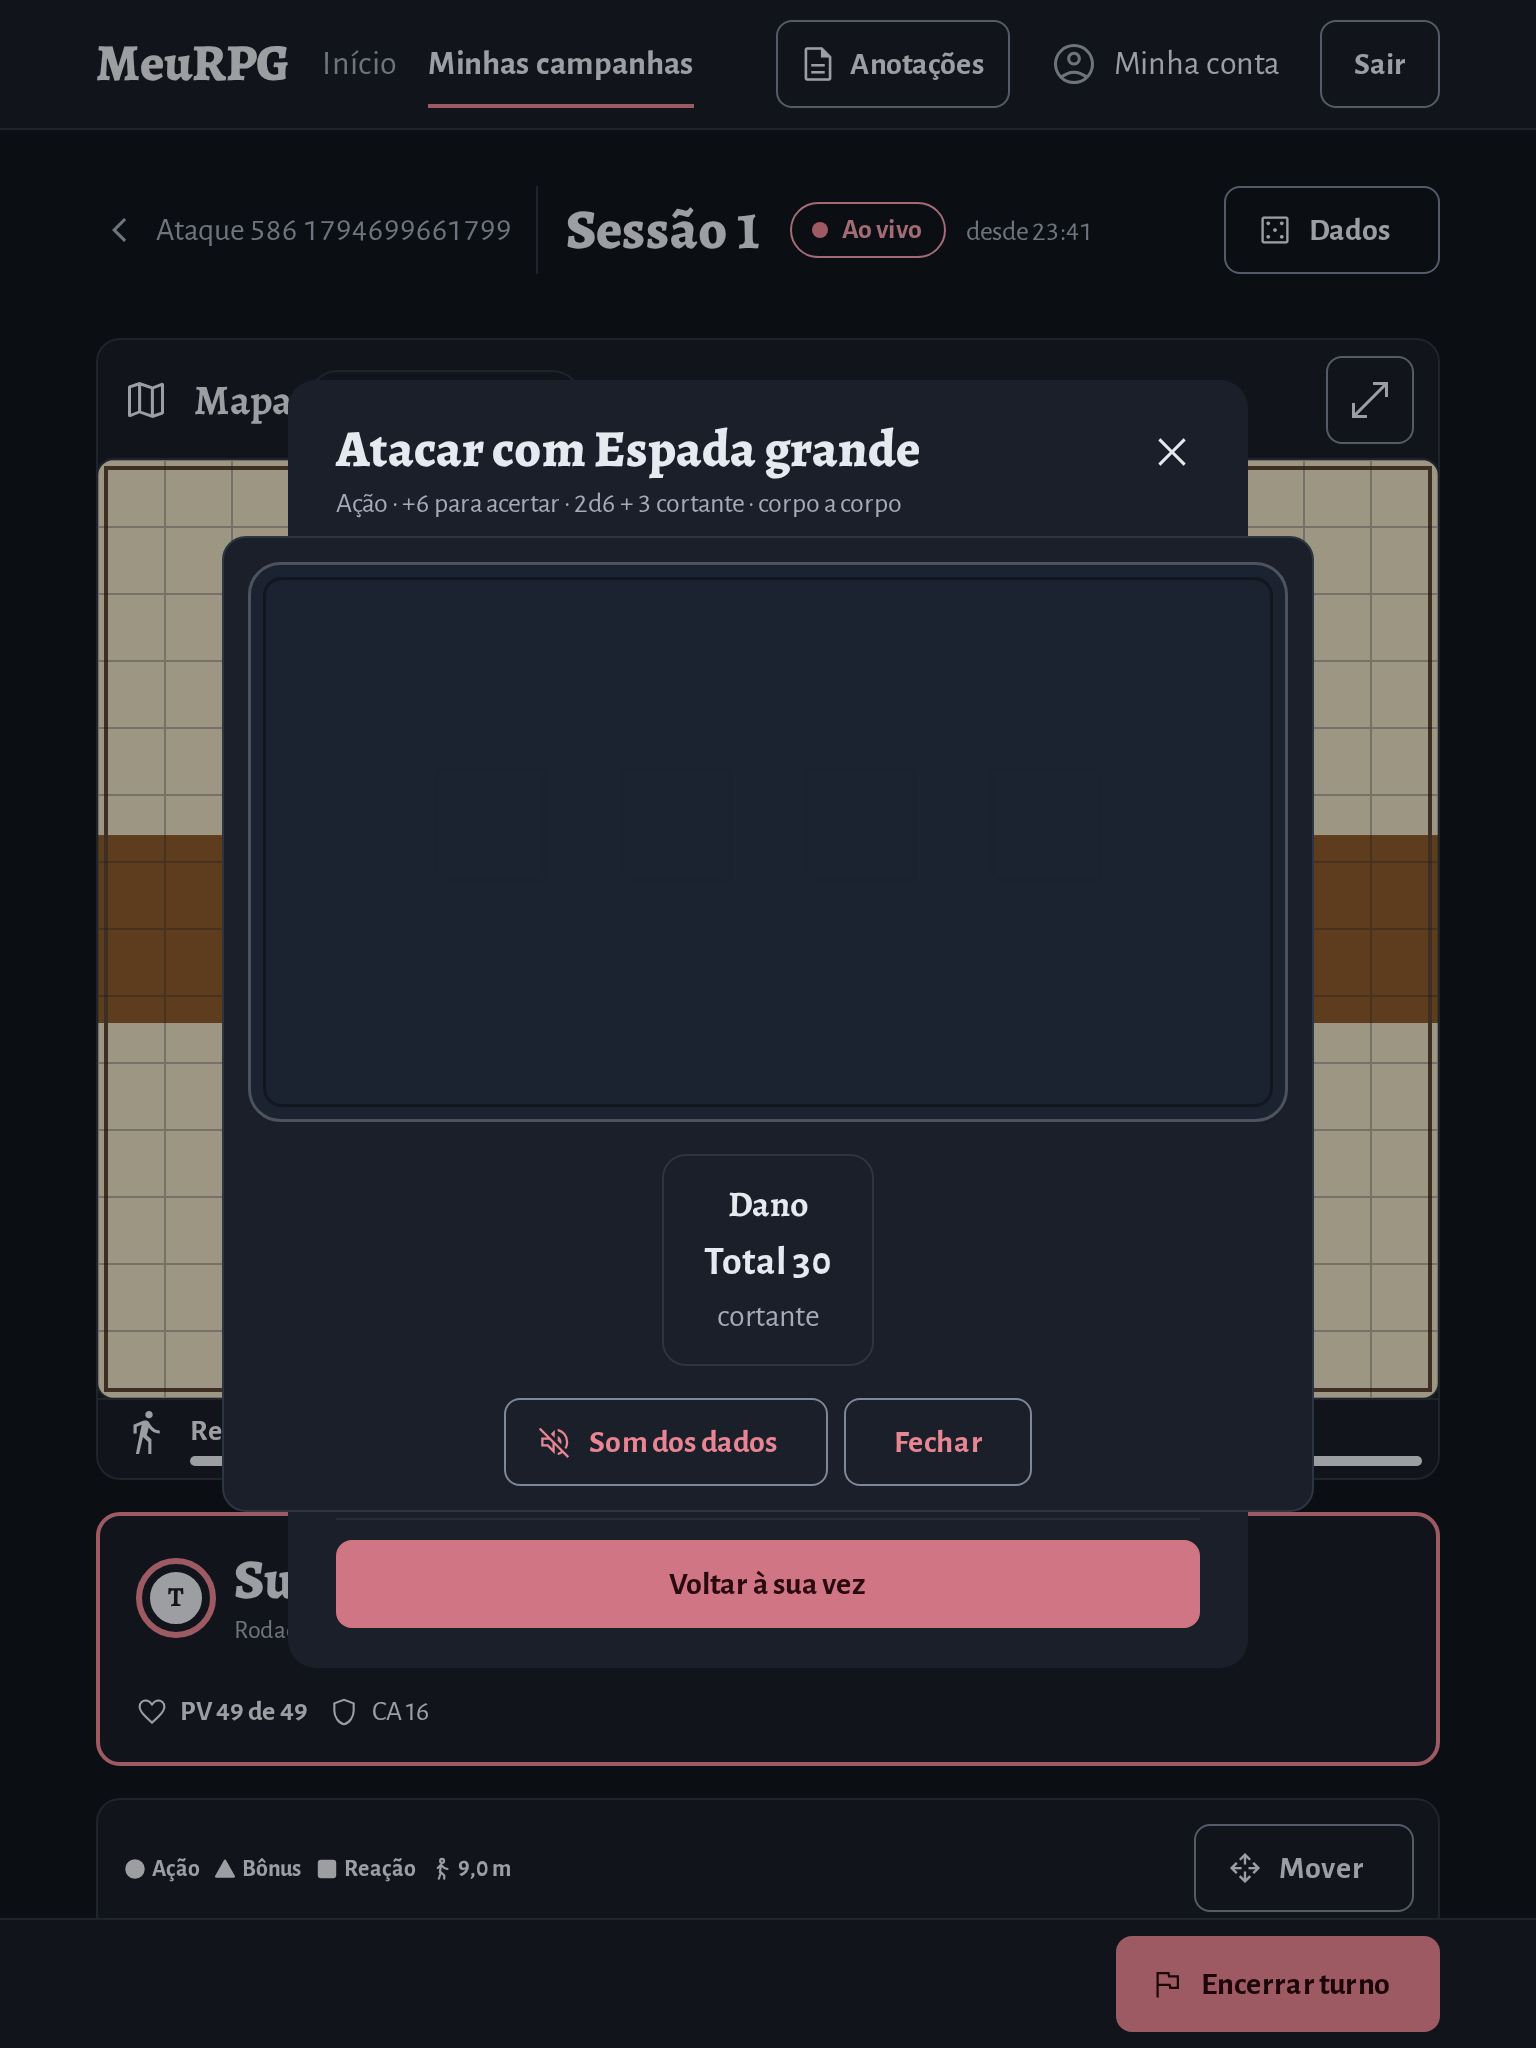 MeuRPG Início Minhas campanhas Anotações Minha conta Sair
Ataque 586 1794699661799 Sessão 1 Ao vivo desde 23:41 Dados
Mapa
Atacar com Espada grande
Ação · +6 para acertar · 2d6 + 3 cortante · corpo a corpo
Dano
Total 30
cortante
Re
Som dos dados Fechar
Voltar à sua vez
T Su
Roda
PV 49 de 49 CA 16
Ação Bônus Reação 9,0 m Mover
Encerrar turno